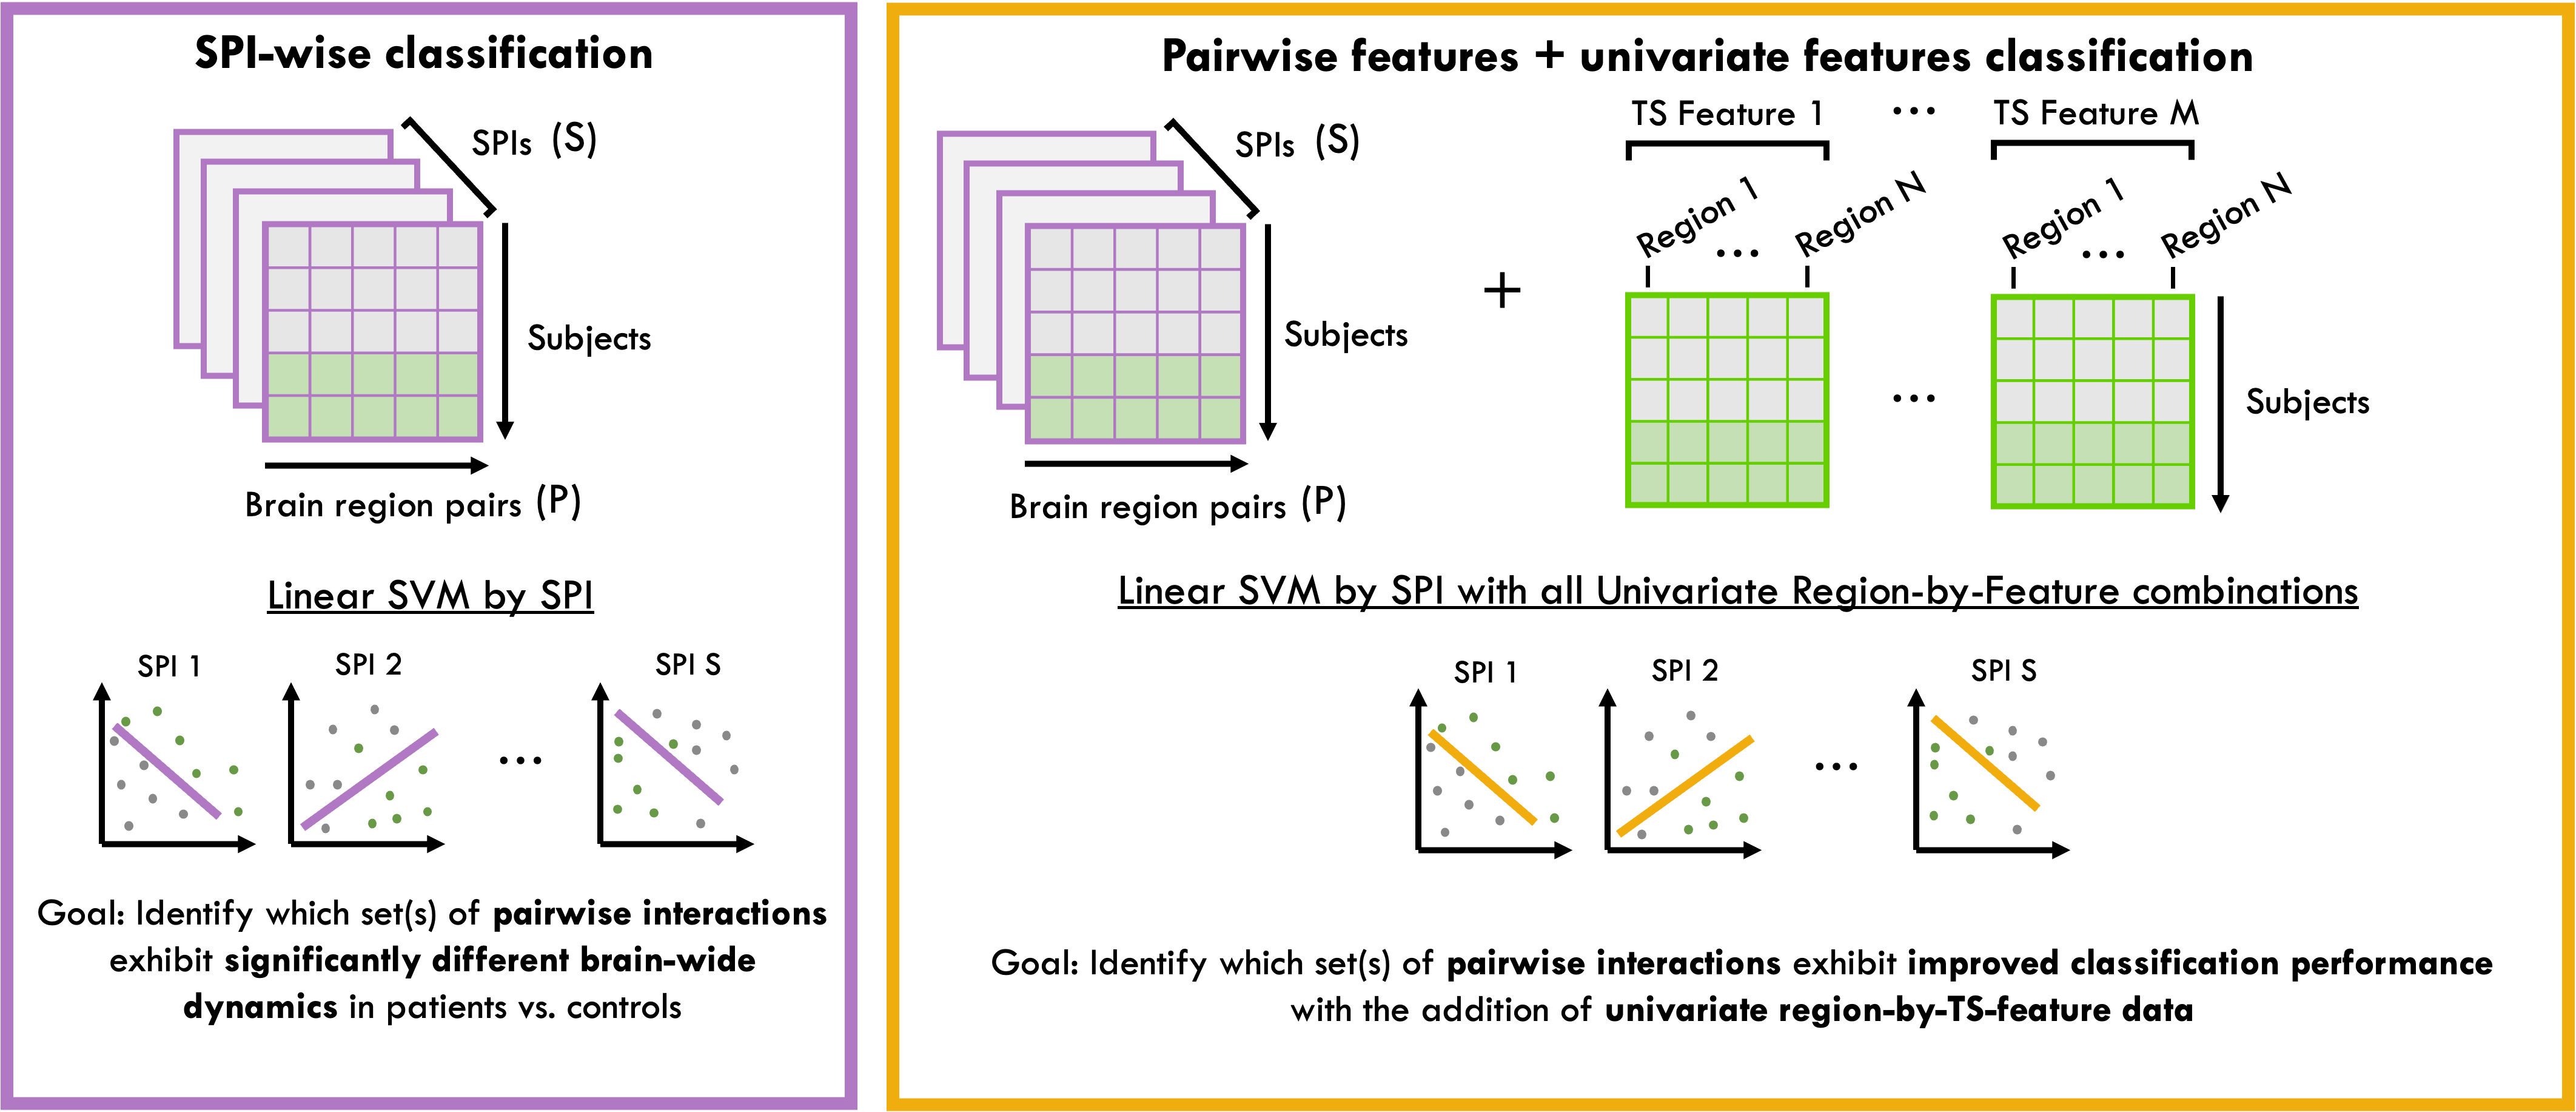 SPI-wise classification
SPIs (S)
Subjects
Brain region pairs (P)
Linear SVM by SPI
SPI 1
SPI 2
...
SPI S
Goal: Identify which set(s) of pairwise interactions
exhibit significantly different brain-wide
dynamics in patients vs. controls
Pairwise features + univariate features classification
SPIs (S)
Subjects
Brain region pairs (P)
+
TS Feature 1
...
TS Feature M
Region 1
...
Region N
Region 1
...
Region N
...
Subjects
Linear SVM by SPI with all Univariate Region-by-Feature combinations
SPI 1
SPI 2
...
SPI S
Goal: Identify which set(s) of pairwise interactions exhibit improved classification performance
with the addition of univariate region-by-TS-feature data